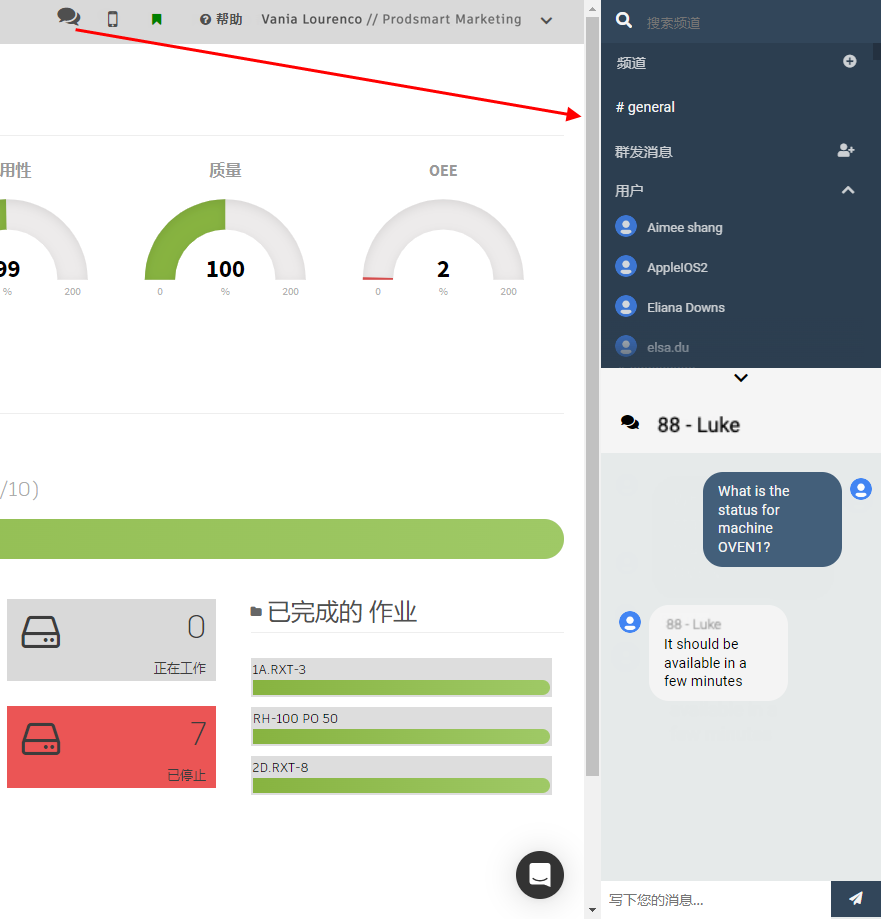 帮助 Vania Lourenco // Prodsmart Marketing
用性 质量 OEE
99 100 2
% 200 0 % 200 0 % 200
/10)
0
正在工作
7
已停止
已完成的 作业
1A.RXT-3
RH-100 PO 50
2D.RXT-8
搜索频道
频道
# general
群发消息
用户
Aimee shang
AppleIOS2
Eliana Downs
elsa.du
88 - Luke
What is the
status for
machine
OVEN1?
88 - Luke
It should be
available in a
few minutes
写下您的消息...